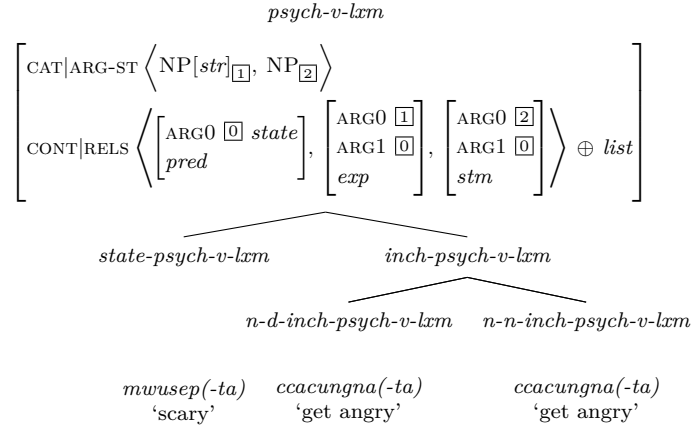 psych-v-lxm
CAT|ARG-ST ⟨ NP[str]1, NP2 ⟩
CONT|RELS ⟨ [ARG0 0 state, [ARG0 1, [ARG0 2
pred], ARG1 0 ARG1 0 ⟩ ⊕ list
exp] stm]
state-psych-v-lxm inch-psych-v-lxm
n-d-inch-psych-v-lxm n-n-inch-psych-v-lxm
mwusep(-ta) ccacungna(-ta) ccacungna(-ta)
‘scary’ ‘get angry’ ‘get angry’